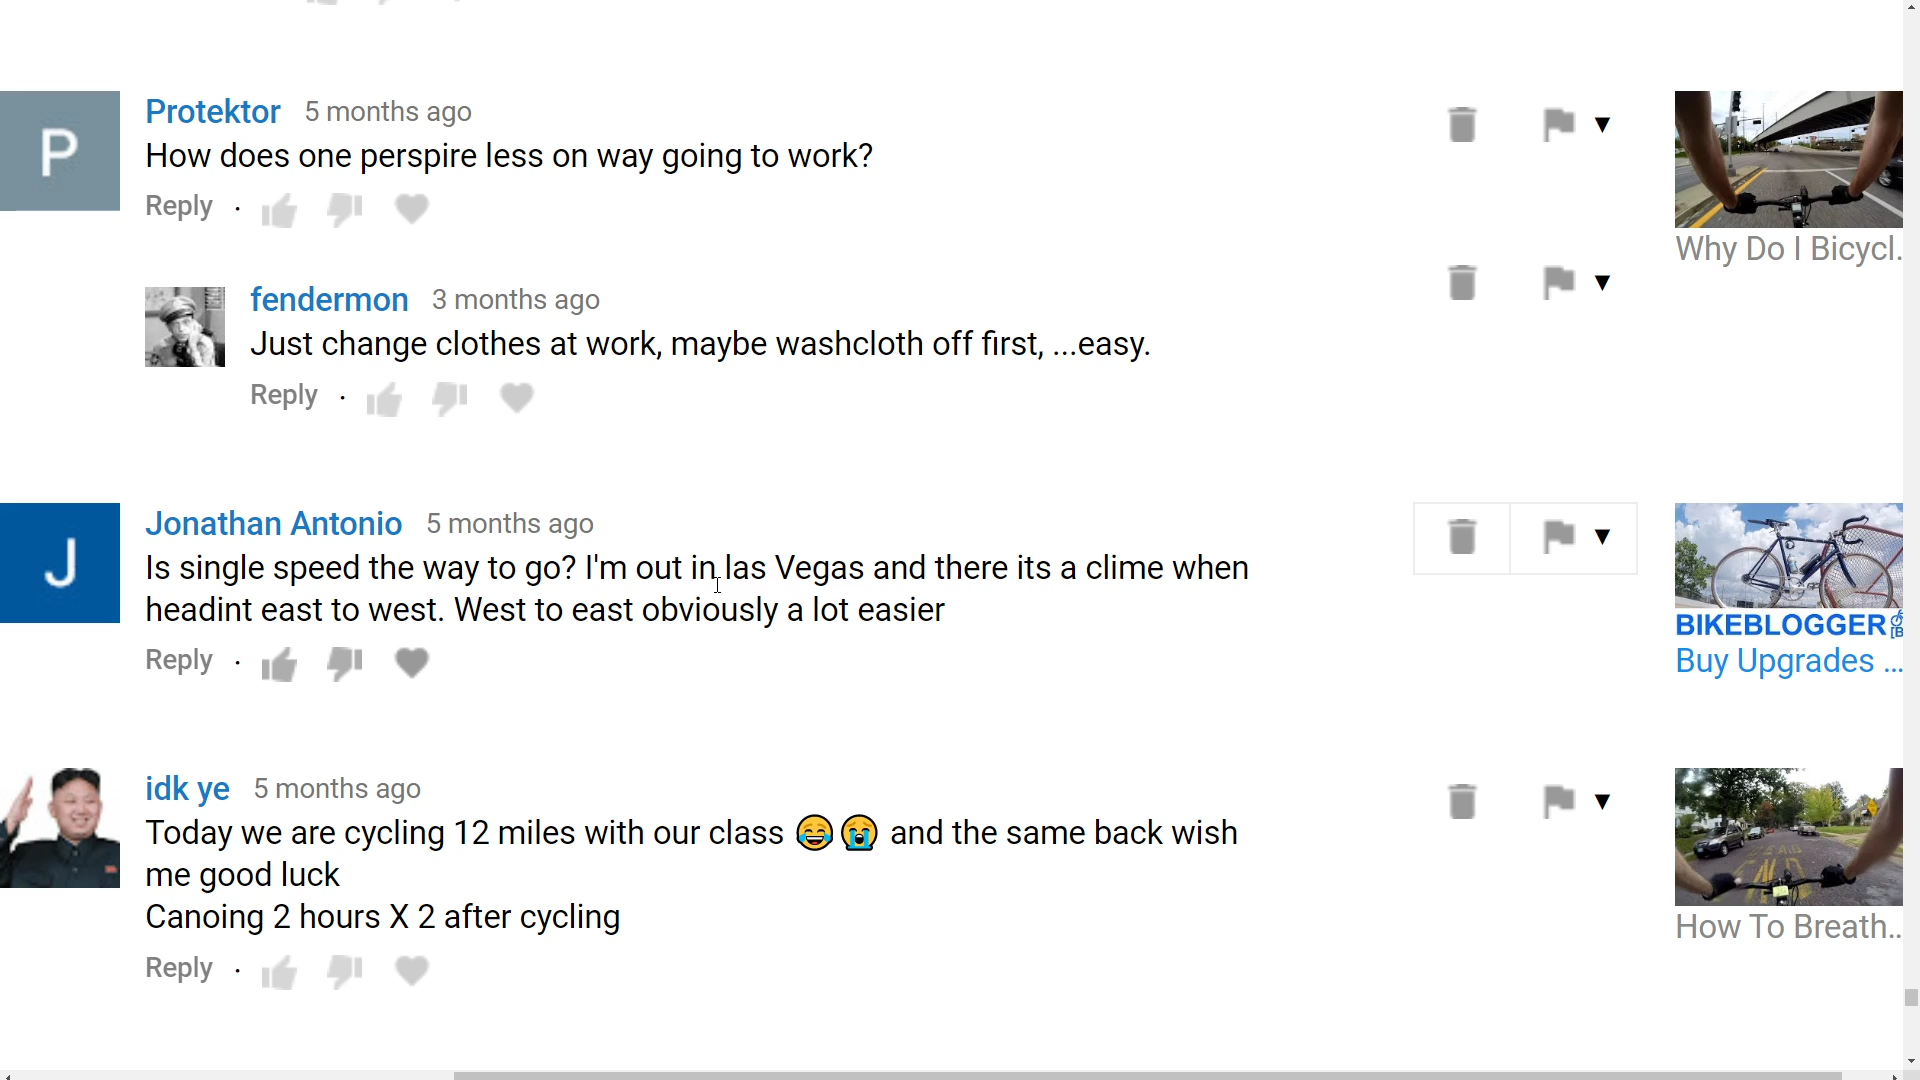 P
Protektor 5 months ago
How does one perspire less on way going to work?
Reply ·
Why Do I Bicycl..
fendermon 3 months ago
Just change clothes at work, maybe washcloth off first, ...easy.
Reply ·
J
Jonathan Antonio 5 months ago
Is single speed the way to go? I'm out in las Vegas and there its a clime when
headint east to west. West to east obviously a lot easier
Reply ·
BIKEBLOGGER
Buy Upgrades ...
idk ye 5 months ago
Today we are cycling 12 miles with our class 😂😭 and the same back wish
me good luck
Canoing 2 hours X 2 after cycling
Reply ·
How To Breath..